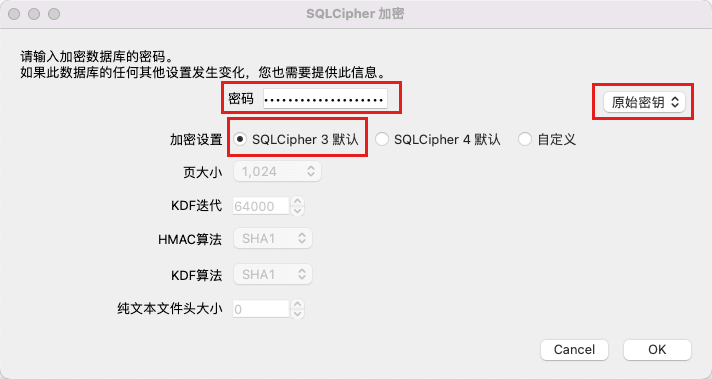 SQLCipher 加密
请输入加密数据库的密码。
如果此数据库的任何其他设置发生变化，您也需要提供此信息。
密码 ••••••••••••••••••••• 原始密钥
加密设置 SQLCipher 3 默认 SQLCipher 4 默认 自定义
页大小 1,024
KDF迭代 64000
HMAC算法 SHA1
KDF算法 SHA1
纯文本文件头大小 0
Cancel OK